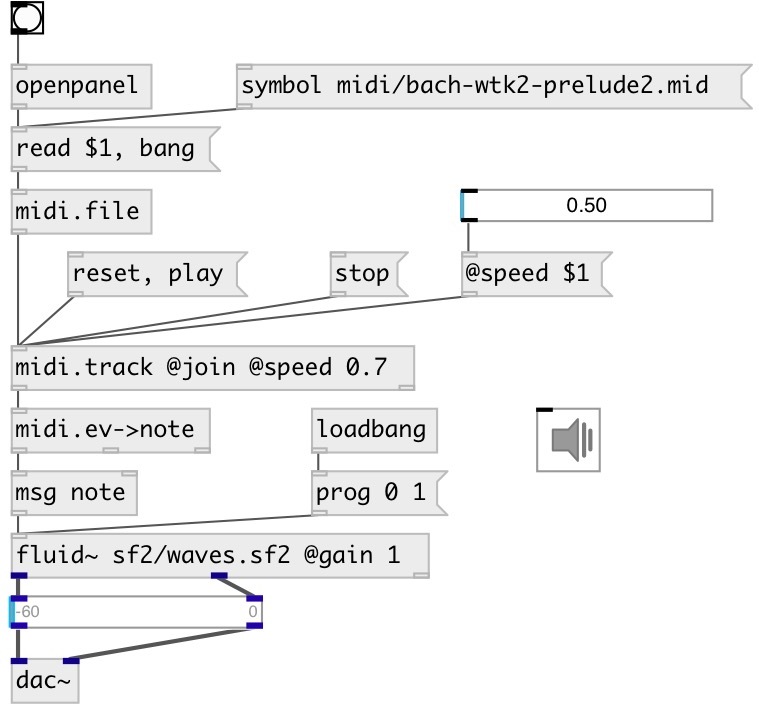 openpanel
symbol midi/bach-wtk2-prelude2.mid
read $1, bang
midi.file
0.50
reset, play
stop
@speed $1
midi.track @join @speed 0.7
midi.ev->note
loadbang
msg note
prog 0 1
fluid~ sf2/waves.sf2 @gain 1
-60
0
dac~